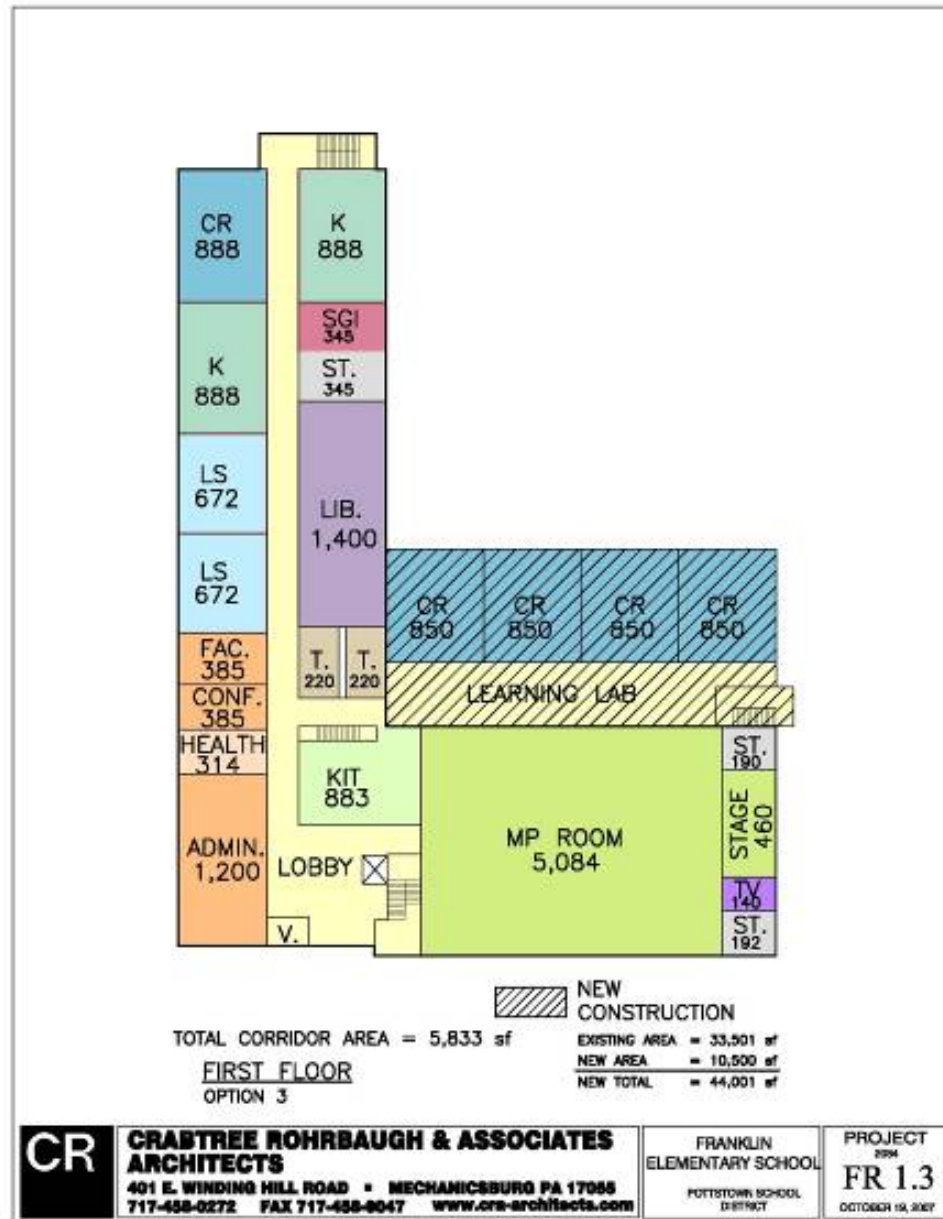 CR
888
K
888
SGI
345
ST.
345
K
888
LS
672
LIB.
1,400
LS
672
CR
850
CR
850
CR
850
CR
850
FAC.
385
T.
220
T.
220
CONF.
385
LEARNING LAB
HEALTH
314
KIT
883
ST.
190
STAGE
460
MP ROOM
5,084
ADMIN.
1,200
LOBBY
TV
140
ST.
192
V.
NEW
CONSTRUCTION
TOTAL CORRIDOR AREA = 5,833 sf
FIRST FLOOR
OPTION 3
EXISTING AREA = 33,501 sf
NEW AREA = 10,500 sf
NEW TOTAL = 44,001 sf
CR
CRABTREE ROHRBAUGH & ASSOCIATES
ARCHITECTS
401 E. WINDING HILL ROAD ▪ MECHANICSBURG PA 17055
717-458-0272 FAX 717-458-0047 www.cra-architects.com
FRANKLIN
ELEMENTARY SCHOOL
POTTSTOWN SCHOOL
DISTRICT
PROJECT
FR 1.3
OCTOBER 19, 2007